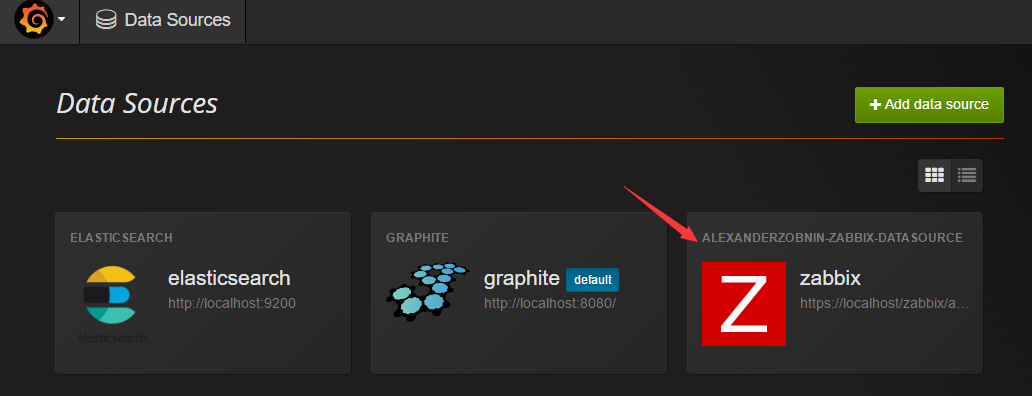 Data Sources
Data Sources
+ Add data source
ELASTICSEARCH
elasticsearch
http://localhost:9200
elasticsearch
GRAPHITE
graphite default
http://localhost:8080/
ALEXANDERZOBNIN-ZABBIX-DATASOURCE
Z
zabbix
https://localhost/zabbix/a...